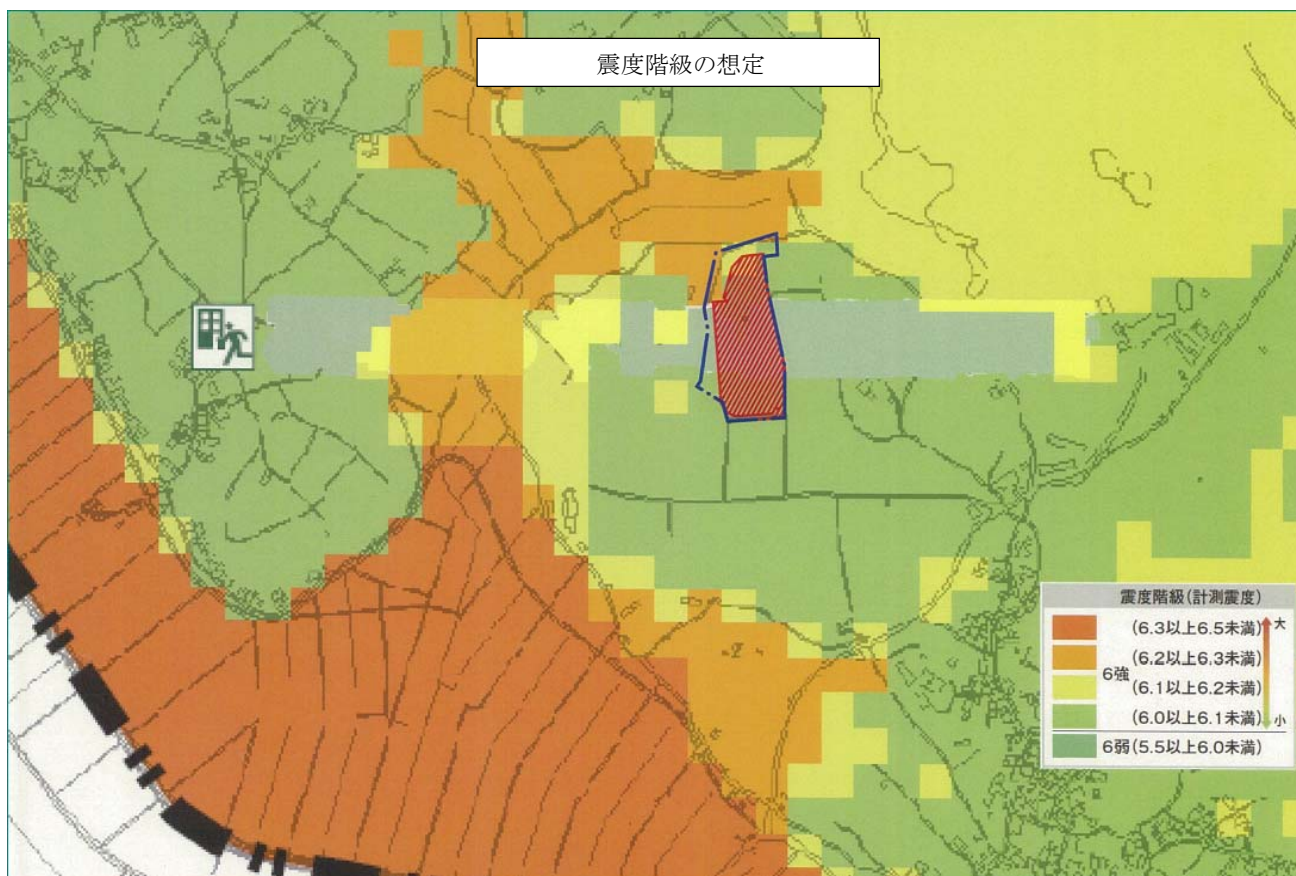 震度階級の想定
震度階級(計測震度)
(6.3以上6.5未満) 大
(6.2以上6.3未満)
6強
(6.1以上6.2未満)
(6.0以上6.1未満) 小
6弱(5.5以上6.0未満)